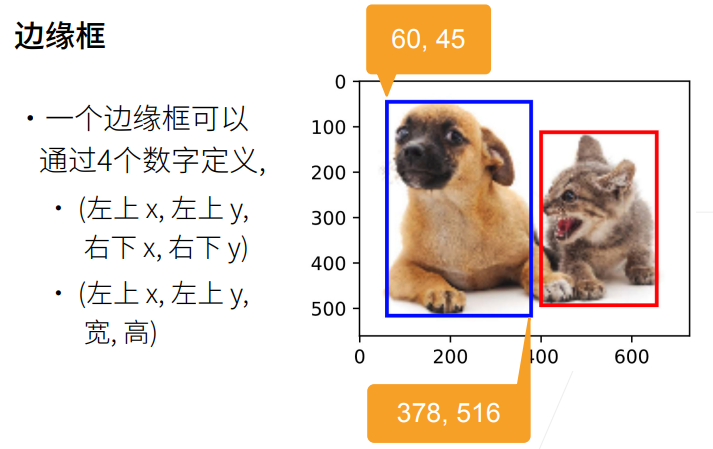 边缘框
• 一个边缘框可以
通过4个数字定义,
• (左上 x, 左上 y,
右下 x, 右下 y)
• (左上 x, 左上 y,
宽, 高)
60, 45
0
100
200
300
400
500
0 200 400 600
378, 516